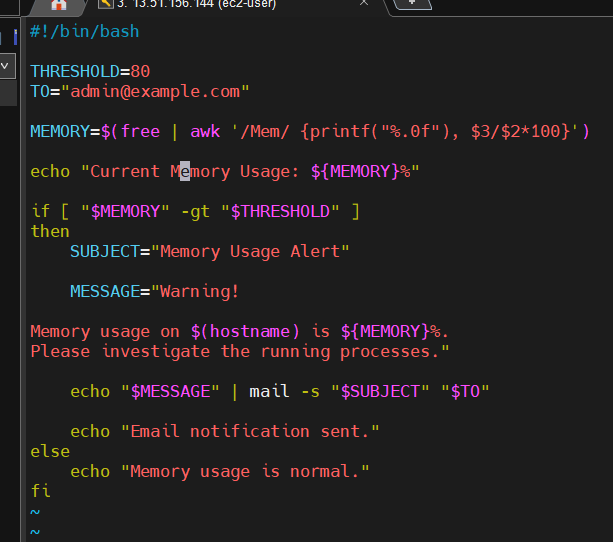 3. 13.51.156.144 (ec2-user)
#!/bin/bash
THRESHOLD=80
TO="admin@example.com"
MEMORY=$(free | awk '/Mem/ {printf("%.0f"), $3/$2*100}')
echo "Current Memory Usage: ${MEMORY}%"
if [ "$MEMORY" -gt "$THRESHOLD" ]
then
    SUBJECT="Memory Usage Alert"
    MESSAGE="Warning!
Memory usage on $(hostname) is ${MEMORY}%.
Please investigate the running processes."
    echo "$MESSAGE" | mail -s "$SUBJECT" "$TO"
    echo "Email notification sent."
else
    echo "Memory usage is normal."
fi
~
~